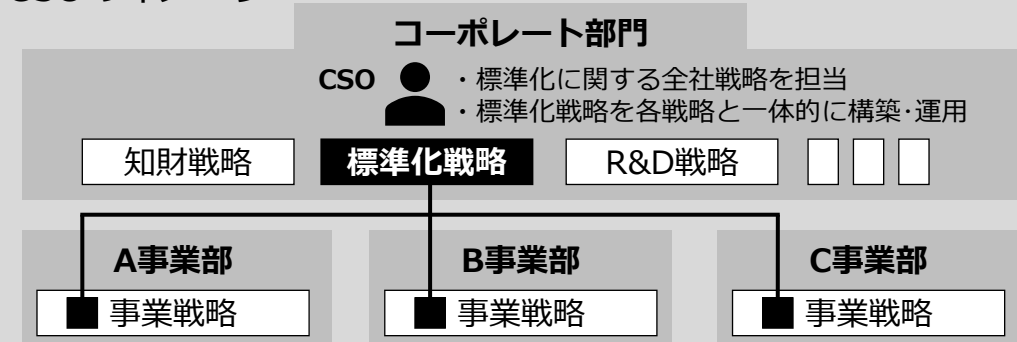 コーポレート部門
CSO
・標準化に関する全社戦略を担当
・標準化戦略を各戦略と一体的に構築・運用
知財戦略
標準化戦略
R&D戦略
A事業部
B事業部
C事業部
事業戦略
事業戦略
事業戦略